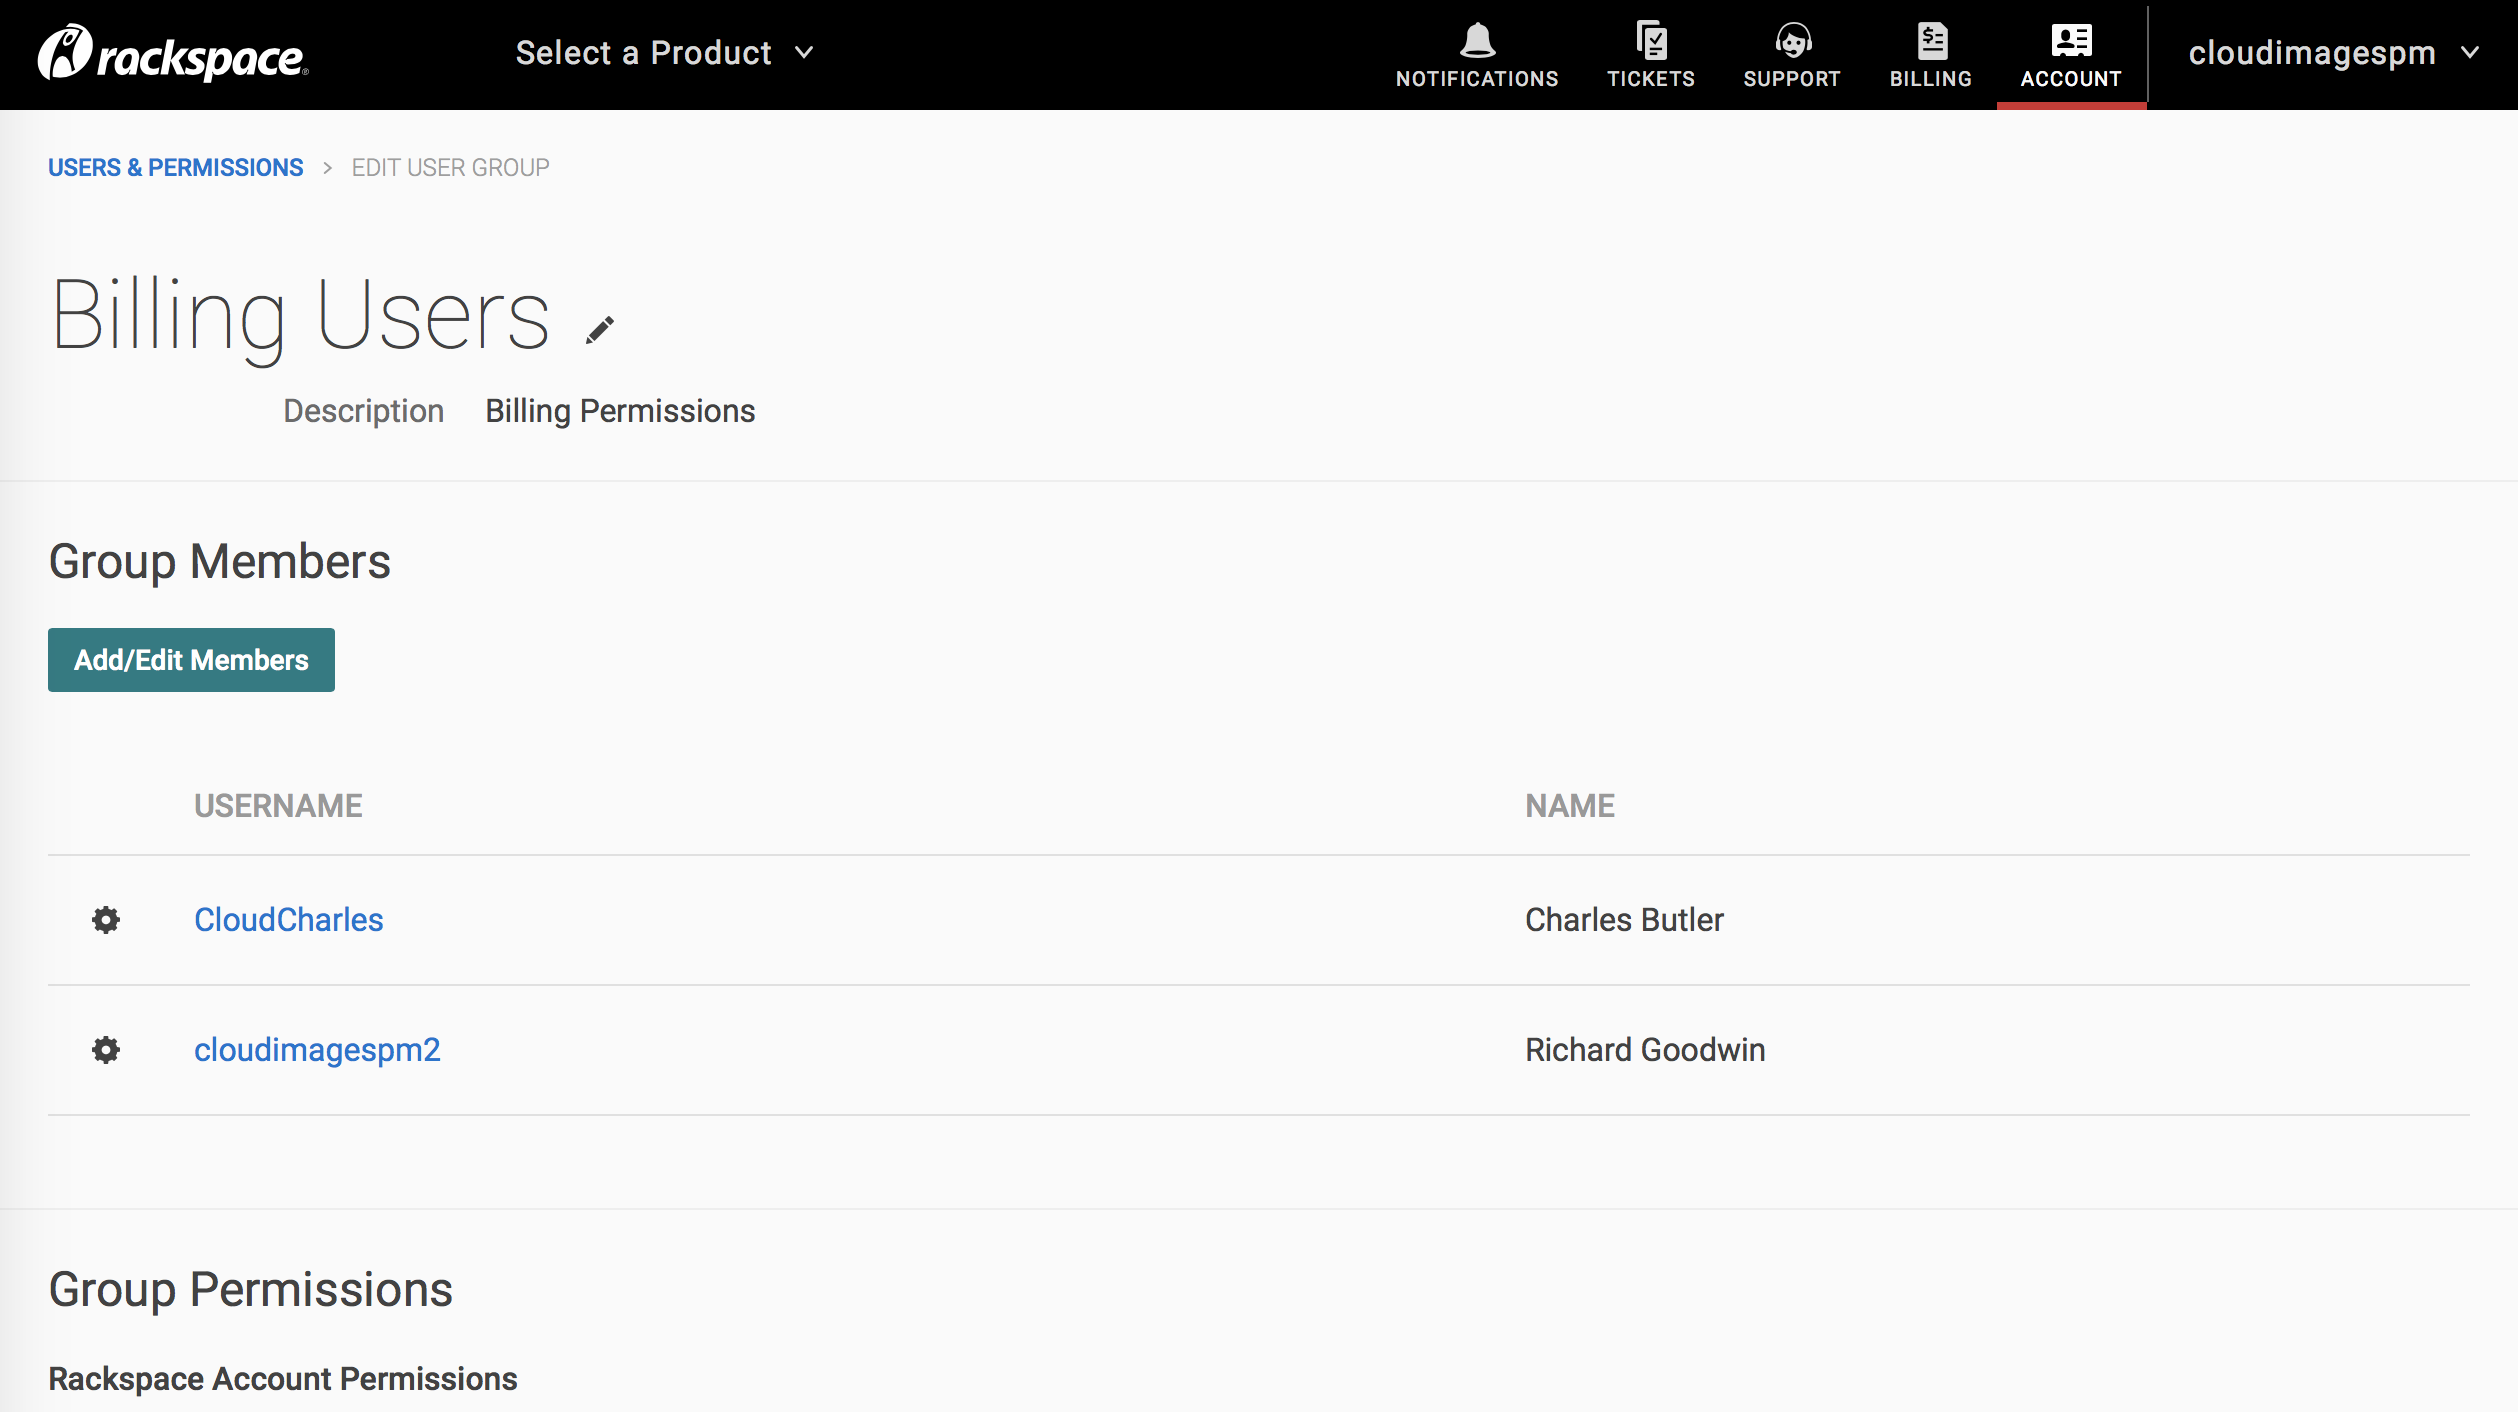 rackspace®
Select a Product
NOTIFICATIONS
TICKETS
SUPPORT
BILLING
ACCOUNT
cloudimagespm
USERS & PERMISSIONS > EDIT USER GROUP
Billing Users
Description Billing Permissions
Group Members
Add/Edit Members
USERNAME NAME
CloudCharles Charles Butler
cloudimagespm2 Richard Goodwin
Group Permissions
Rackspace Account Permissions